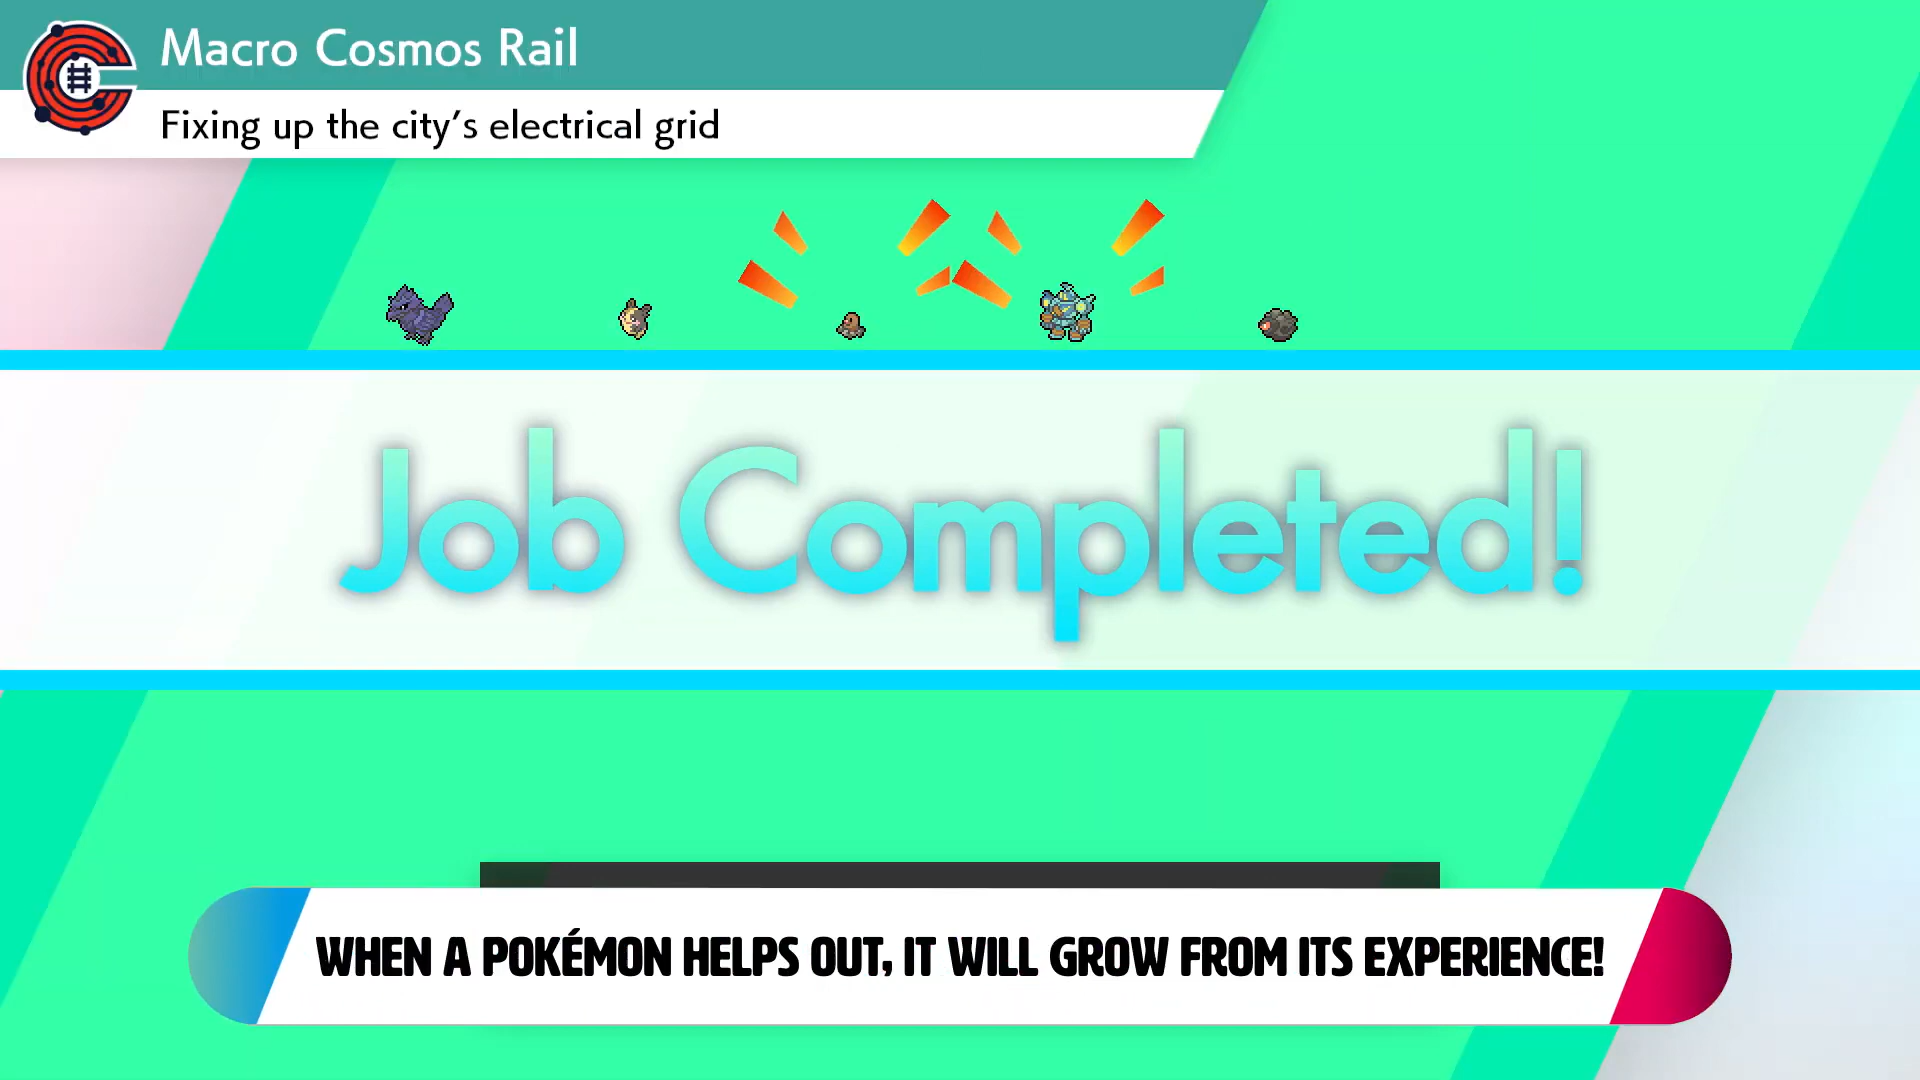 Macro Cosmos Rail
Fixing up the city's electrical grid
Job Completed!
WHEN A POKÉMON HELPS OUT, IT WILL GROW FROM ITS EXPERIENCE!